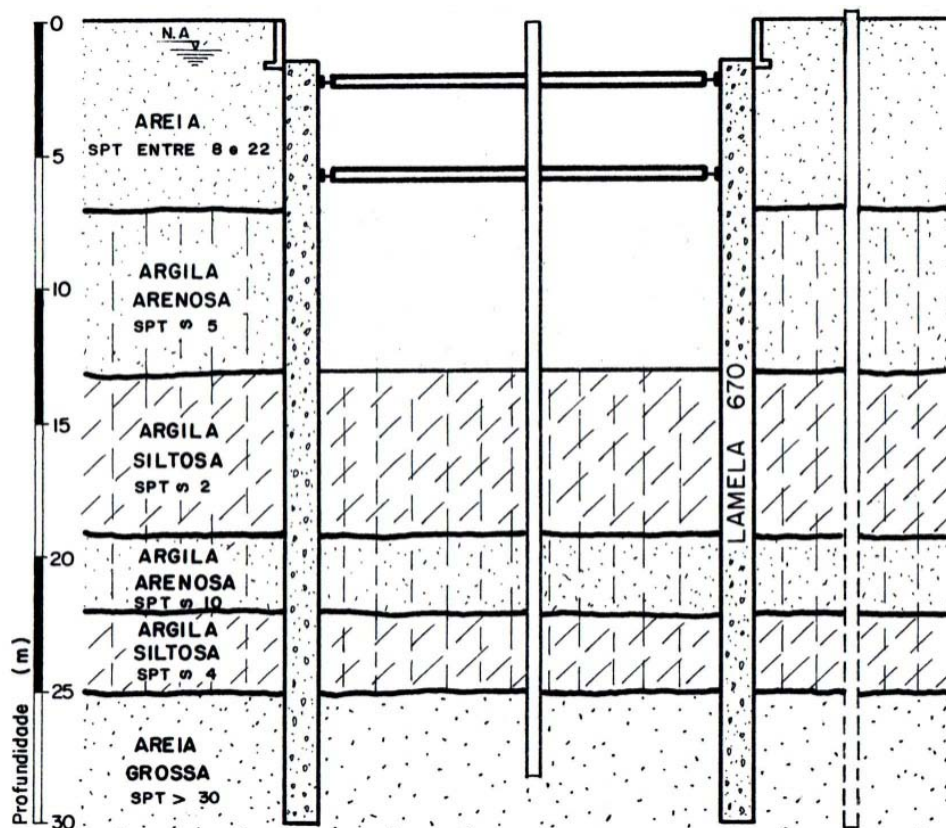 0
N.A
AREIA
SPT ENTRE 8 e 22
5
ARGILA
ARENOSA
SPT ∽ 5
10
ARGILA
SILTOSA
SPT ∽ 2
15
LAMELA 670
20
ARGILA
ARENOSA
SPT ∽ 10
ARGILA
SILTOSA
SPT ∽ 4
25
AREIA
GROSSA
SPT > 30
30
Profundidade (m)